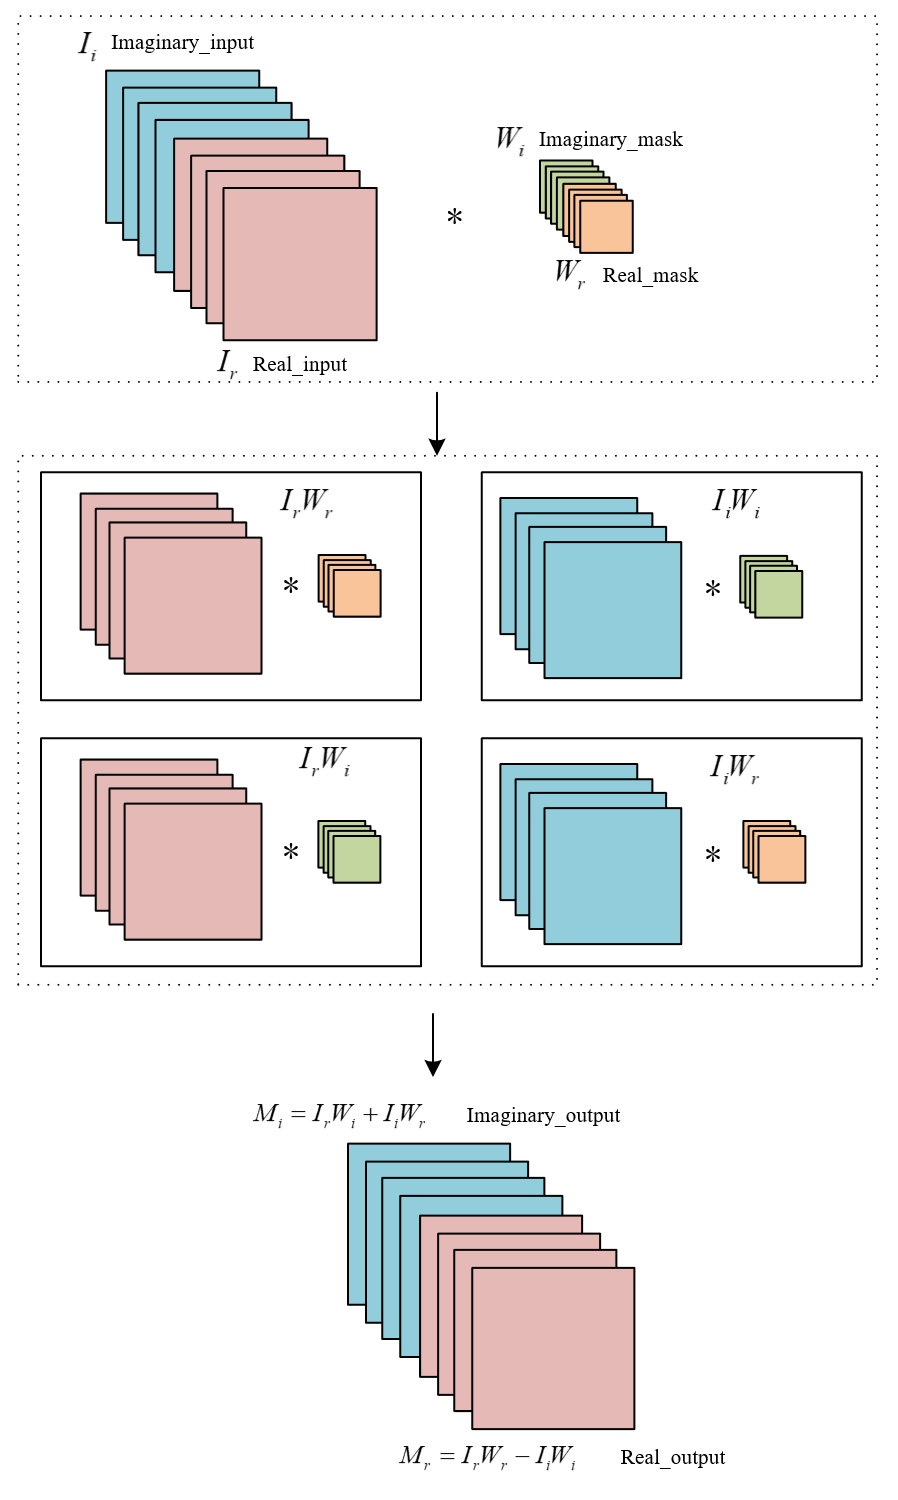 I_i Imaginary_input
W_i Imaginary_mask
*
W_r Real_mask
I_r Real_input
I_rW_r
*
I_iW_i
*
I_rW_i
*
I_iW_r
*
M_i = I_rW_i + I_iW_r Imaginary_output
M_r = I_rW_r − I_iW_i Real_output